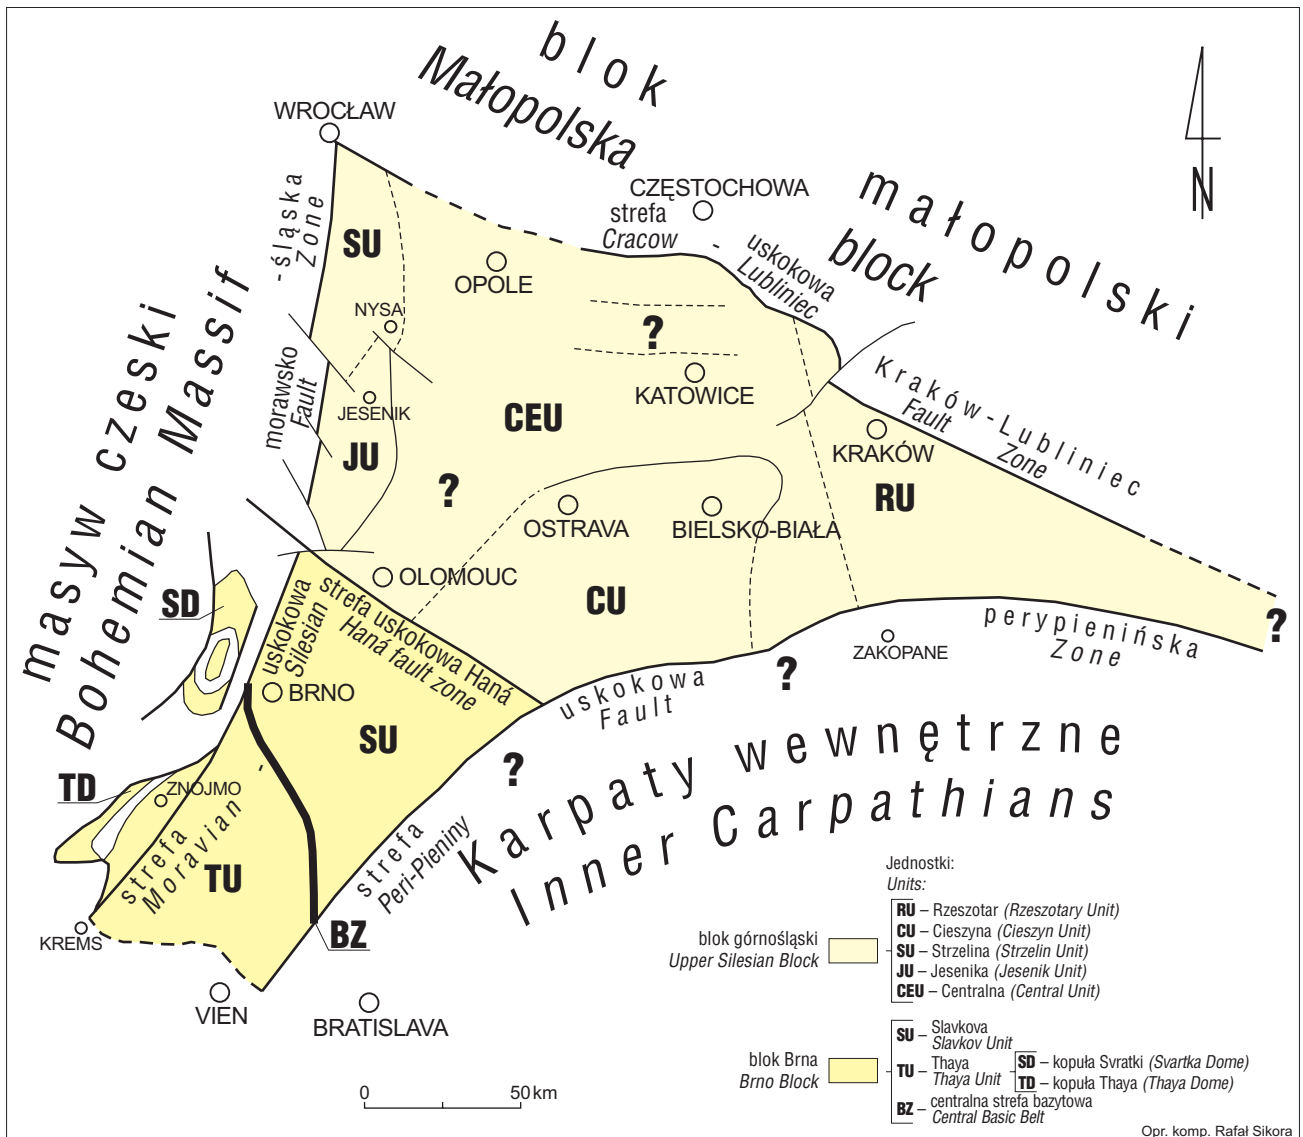 blok
Małopolska
małopolski
block
WROCŁAW
CZĘSTOCHOWA
strefa
Cracow
-
uskokowa
Lubliniec
-śląska
Zone
SU
OPOLE
NYSA
?
KATOWICE
masyw czeski
Bohemian Massif
morawsko
Fault
JESENIK
JU
CEU
?
Kraków-Lubliniec
Fault
Zone
KRAKÓW
RU
OSTRAVA
BIELSKO-BIAŁA
OLOMOUC
CU
SD
uskokowa
Silesian
strefa uskokowa Haná
Haná fault zone
BRNO
SU
perypienińska
Zone
?
ZAKOPANE
?
uskokowa
Fault
?
TD
ZNOJMO
-
strefa
Moravian
TU
strefa
Peri-Pieniny
Karpaty wewnętrzne
Inner Carpathians
KREMS
BZ
VIEN
BRATISLAVA
N
Jednostki:
Units:
blok górnośląski
Upper Silesian Block
RU – Rzeszotar (Rzeszotary Unit)
CU – Cieszyna (Cieszyn Unit)
SU – Strzelina (Strzelin Unit)
JU – Jesenika (Jesenik Unit)
CEU – Centralna (Central Unit)
blok Brna
Brno Block
SU – Slavkova
Slavkov Unit
TU – Thaya
Thaya Unit
SD – kopuła Svratki (Svartka Dome)
TD – kopuła Thaya (Thaya Dome)
BZ – centralna strefa bazytowa
Central Basic Belt
0 50 km
Opr. komp. Rafał Sikora